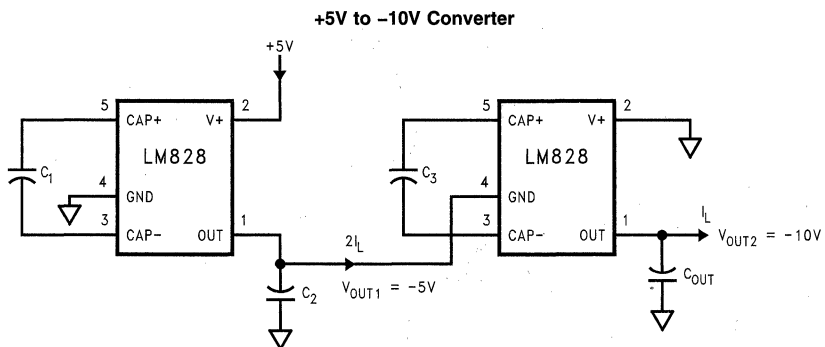 +5V to −10V Converter
+5V
5
CAP+
V+
2
LM828
C1
4
GND
3
CAP-
OUT
1
2IL
C2
VOUT1 = -5V
5
CAP+
V+
2
LM828
C3
4
GND
3
CAP-
OUT
1
IL
VOUT2 = -10V
COUT